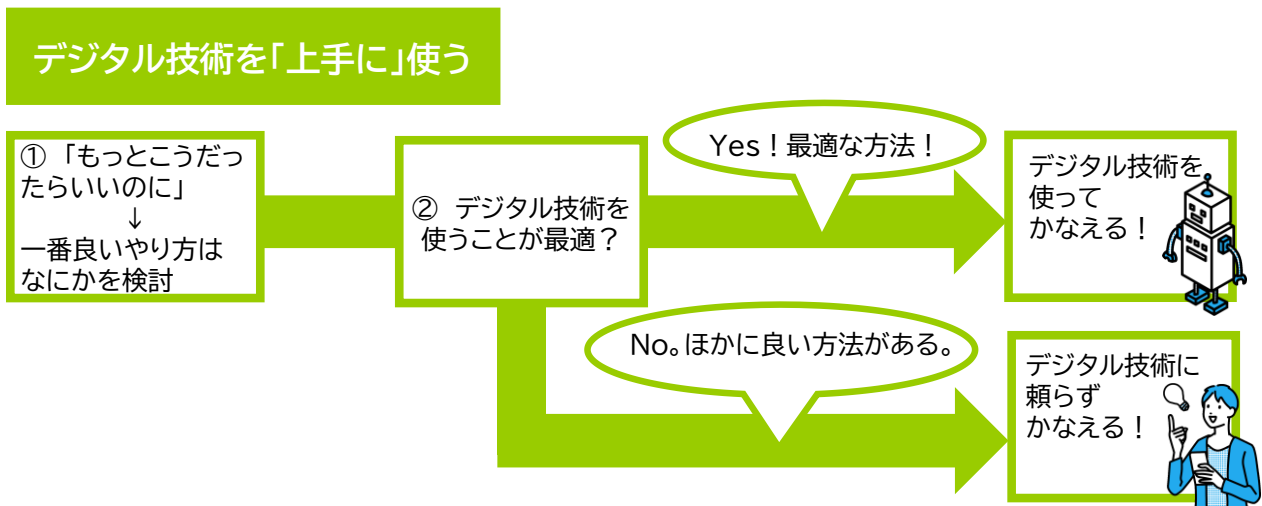 デジタル技術を「上手に」使う
① 「もっとこうだっ
たらいいのに」
↓
一番良いやり方は
なにかを検討
② デジタル技術を
使うことが最適？
Yes！最適な方法！
デジタル技術を
使って
かなえる！
No。ほかに良い方法がある。
デジタル技術に
頼らず
かなえる！